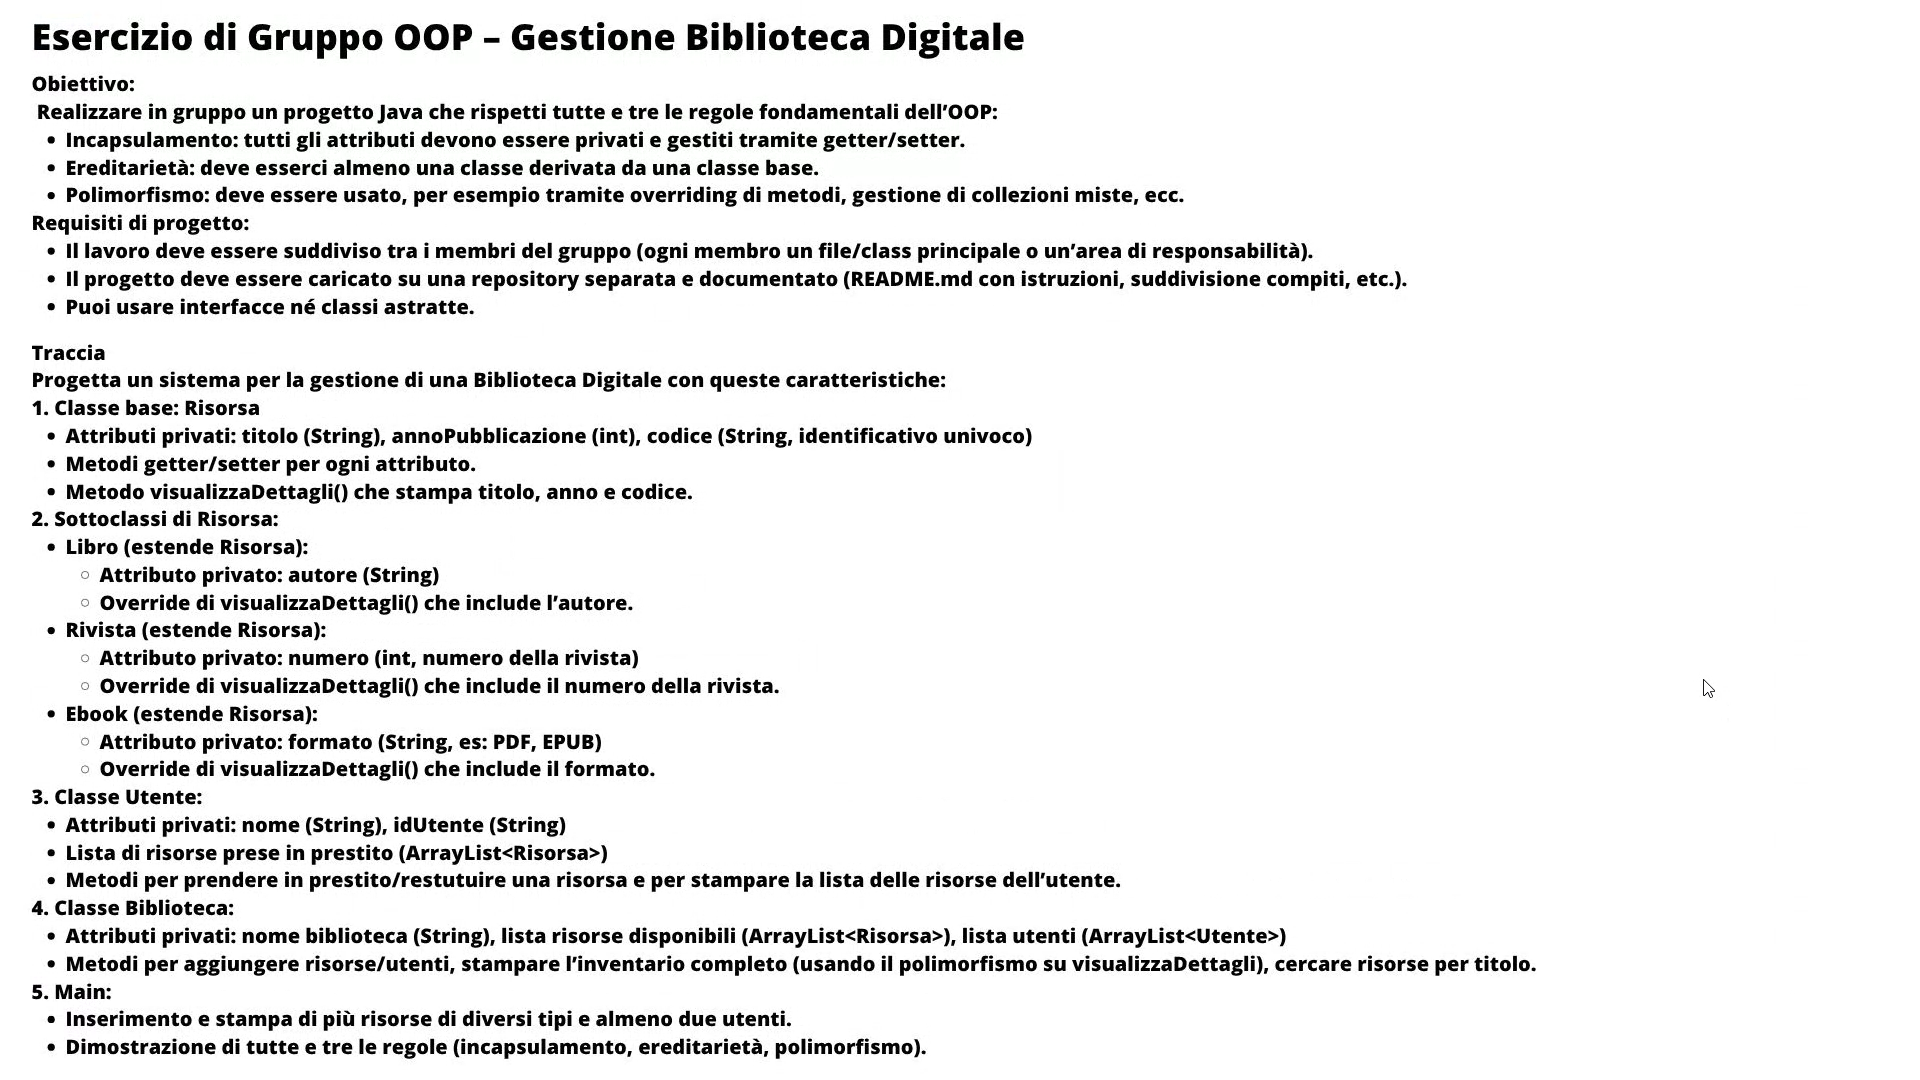 Esercizio di Gruppo OOP – Gestione Biblioteca Digitale
Obiettivo:
Realizzare in gruppo un progetto Java che rispetti tutte e tre le regole fondamentali dell’OOP:
• Incapsulamento: tutti gli attributi devono essere privati e gestiti tramite getter/setter.
• Ereditarietà: deve esserci almeno una classe derivata da una classe base.
• Polimorfismo: deve essere usato, per esempio tramite overriding di metodi, gestione di collezioni miste, ecc.
Requisiti di progetto:
• Il lavoro deve essere suddiviso tra i membri del gruppo (ogni membro un file/class principale o un’area di responsabilità).
• Il progetto deve essere caricato su una repository separata e documentato (README.md con istruzioni, suddivisione compiti, etc.).
• Puoi usare interfacce né classi astratte.
Traccia
Progetta un sistema per la gestione di una Biblioteca Digitale con queste caratteristiche:
1. Classe base: Risorsa
• Attributi privati: titolo (String), annoPubblicazione (int), codice (String, identificativo univoco)
• Metodi getter/setter per ogni attributo.
• Metodo visualizzaDettagli() che stampa titolo, anno e codice.
2. Sottoclassi di Risorsa:
• Libro (estende Risorsa):
◦ Attributo privato: autore (String)
◦ Override di visualizzaDettagli() che include l’autore.
• Rivista (estende Risorsa):
◦ Attributo privato: numero (int, numero della rivista)
◦ Override di visualizzaDettagli() che include il numero della rivista.
• Ebook (estende Risorsa):
◦ Attributo privato: formato (String, es: PDF, EPUB)
◦ Override di visualizzaDettagli() che include il formato.
3. Classe Utente:
• Attributi privati: nome (String), idUtente (String)
• Lista di risorse prese in prestito (ArrayList<Risorsa>)
• Metodi per prendere in prestito/restutuire una risorsa e per stampare la lista delle risorse dell’utente.
4. Classe Biblioteca:
• Attributi privati: nome biblioteca (String), lista risorse disponibili (ArrayList<Risorsa>), lista utenti (ArrayList<Utente>)
• Metodi per aggiungere risorse/utenti, stampare l’inventario completo (usando il polimorfismo su visualizzaDettagli), cercare risorse per titolo.
5. Main:
• Inserimento e stampa di più risorse di diversi tipi e almeno due utenti.
• Dimostrazione di tutte e tre le regole (incapsulamento, ereditarietà, polimorfismo).